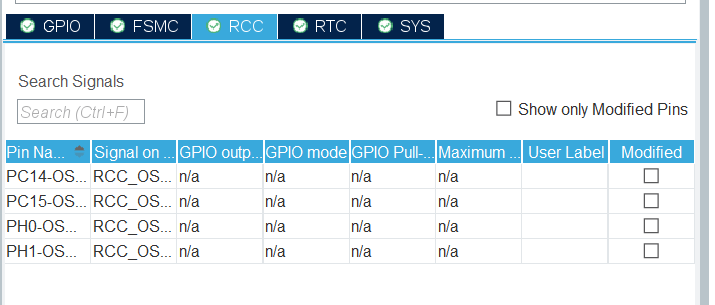 GPIO FSMC RCC RTC SYS
Search Signals
Search (Ctrl+F)
Show only Modified Pins
Pin Na... Signal on ... GPIO outp... GPIO mode GPIO Pull-... Maximum ... User Label Modified
PC14-OS... RCC_OS... n/a n/a n/a n/a
PC15-OS... RCC_OS... n/a n/a n/a n/a
PH0-OS... RCC_OS... n/a n/a n/a n/a
PH1-OS... RCC_OS... n/a n/a n/a n/a